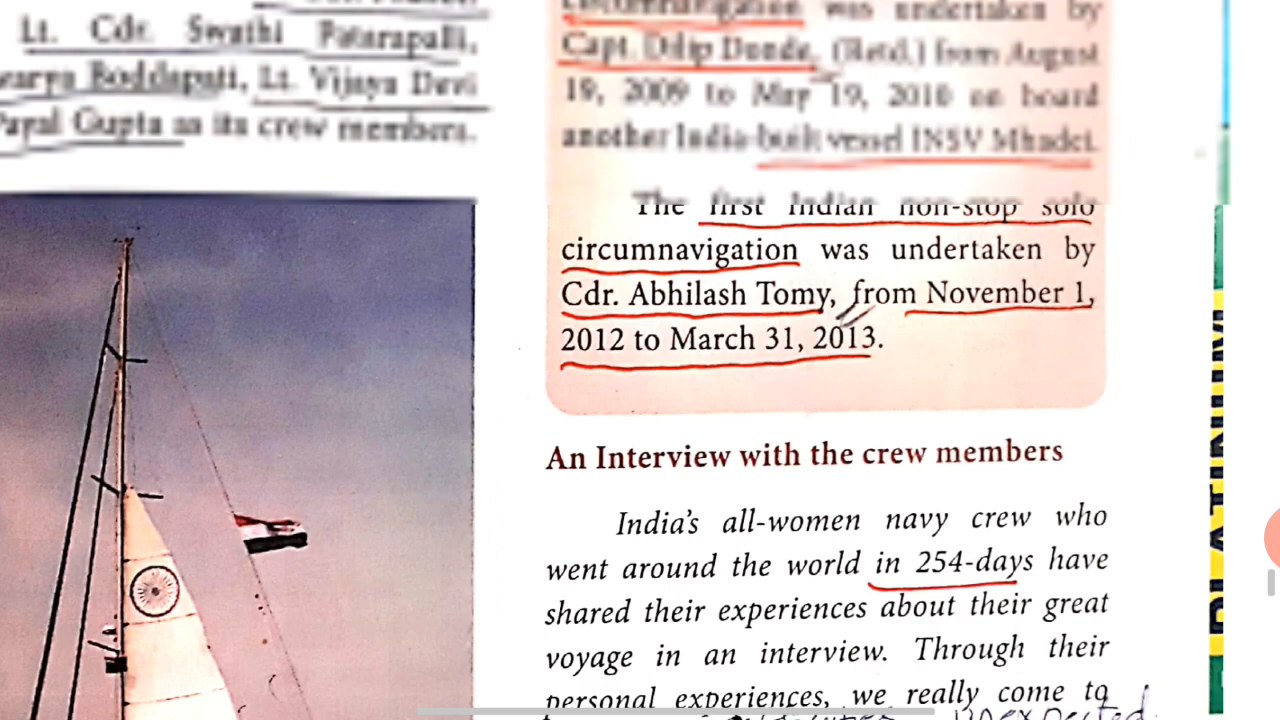 Lt. Cdr. Swathi Patarapalli,
Boddapati, Lt. Vijaya Devi
Payal Gupta as its crew members.
circumnavigation was undertaken by
Capt. Dilip Donde, (Retd.) from August
19, 2009 to May 19, 2010 on board
another India-built vessel INSV Mhadei.
The first Indian non-stop solo
circumnavigation was undertaken by
Cdr. Abhilash Tomy, from November 1,
2012 to March 31, 2013.
An Interview with the crew members
India's all-women navy crew who
went around the world in 254-days have
shared their experiences about their great
voyage in an interview. Through their
personal experiences, we really come to
unexpected
PLATINUM